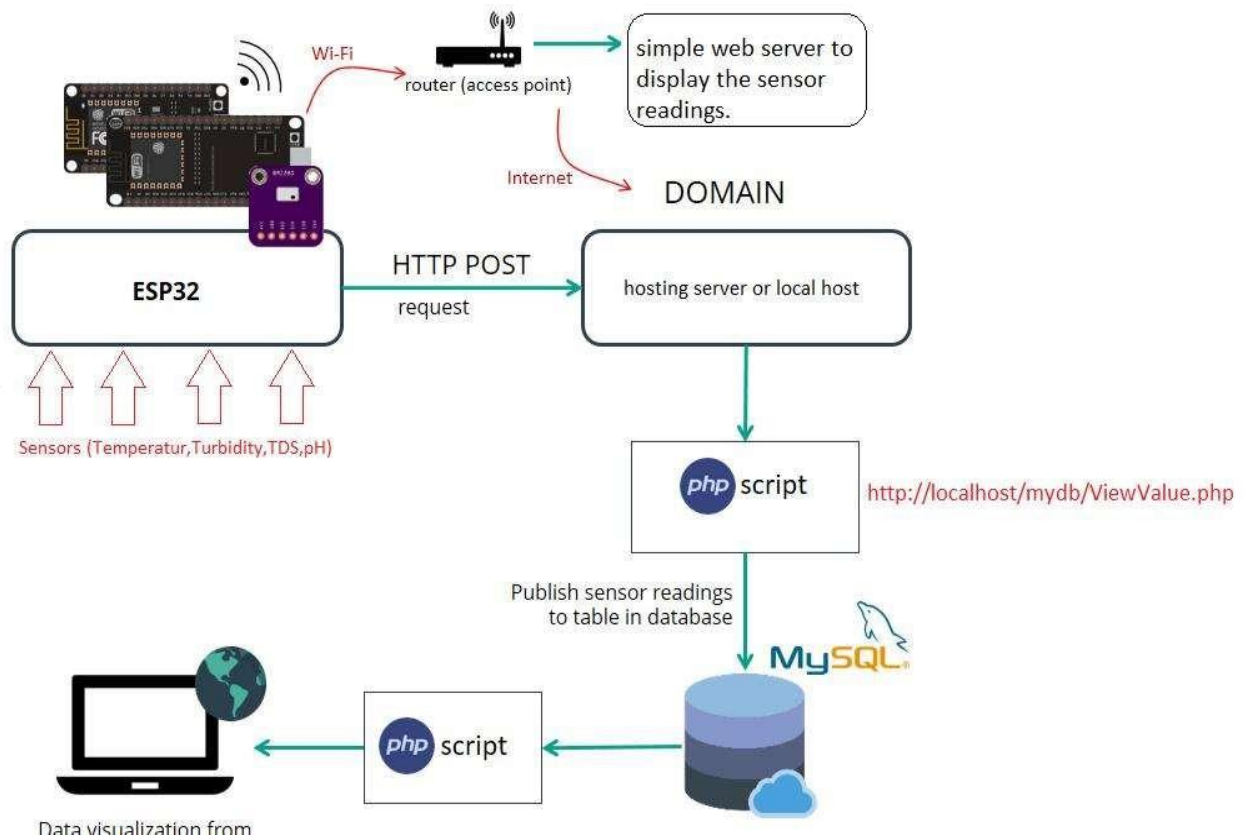 Wi-Fi
router (access point)
simple web server to
display the sensor
readings.
Internet
DOMAIN
ESP32
HTTP POST
request
hosting server or local host
Sensors (Temperatur,Turbidity,TDS,pH)
php script
http://localhost/mydb/ViewValue.php
Publish sensor readings
to table in database
MySQL
php script
Data visualization from